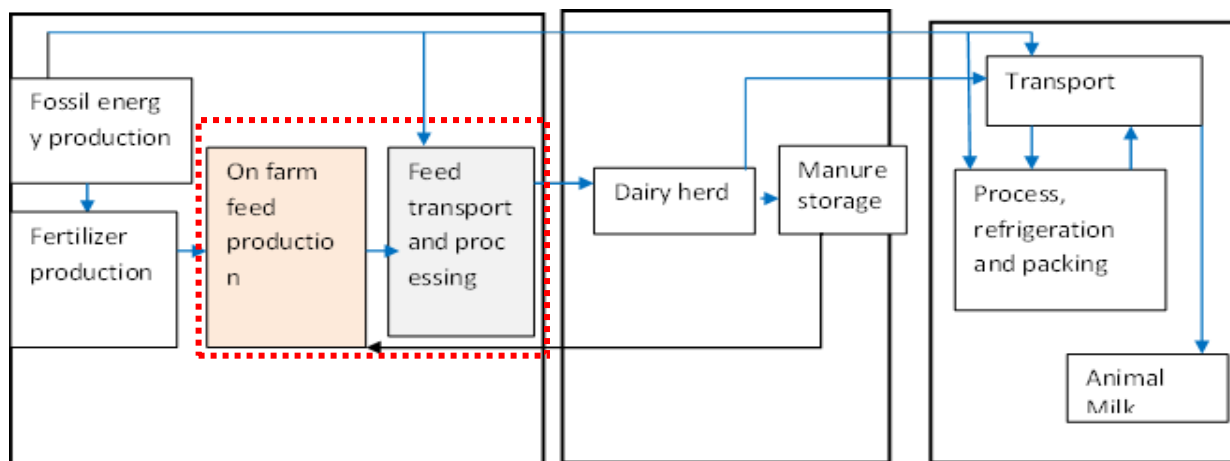 Fossil energ
y production
Fertilizer
production
On farm
feed
productio
n
Feed
transport
and proc
essing
Dairy herd
Manure
storage
Transport
Process,
refrigeration
and packing
Animal
Milk